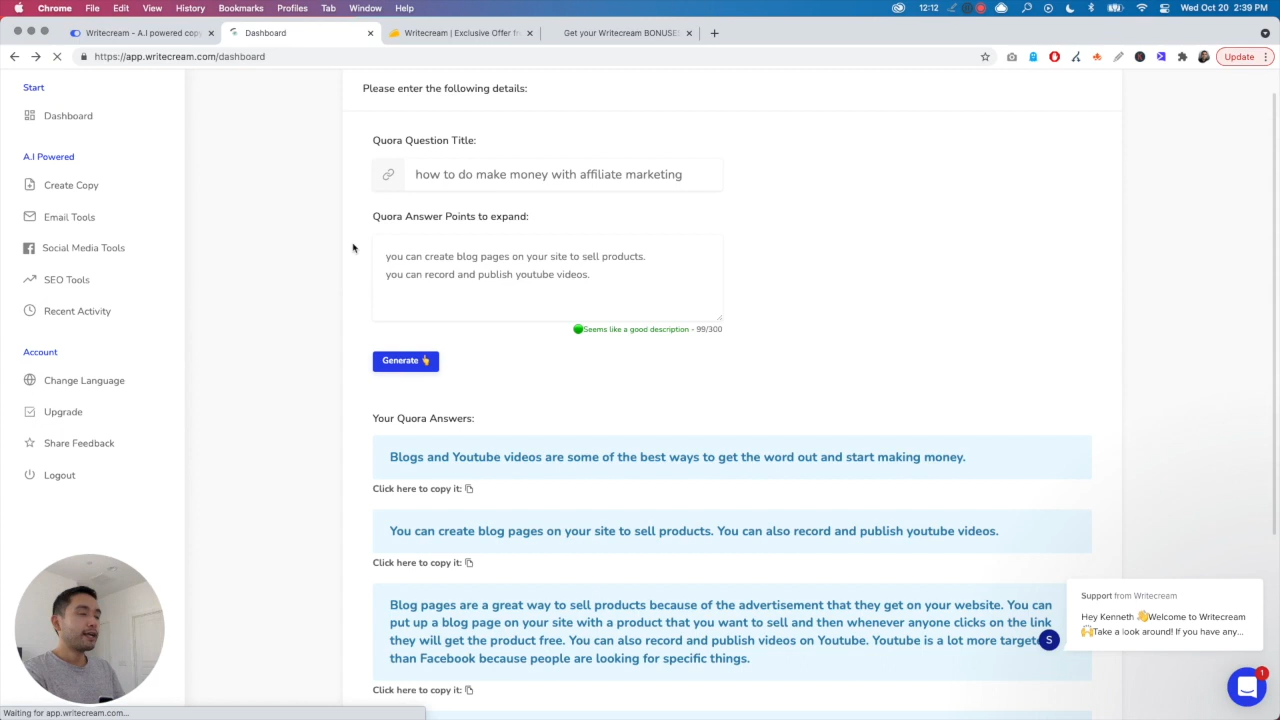 Chrome File Edit View History Bookmarks Profiles Tab Window Help 12:12 Wed Oct 20 2:39 PM
Writecream - A.I powered copy
Dashboard
Writecream | Exclusive Offer fr
Get your Writecream BONUSES
https://app.writecream.com/dashboard
Update
Start
Dashboard
A.I Powered
Create Copy
Email Tools
Social Media Tools
SEO Tools
Recent Activity
Account
Change Language
Upgrade
Share Feedback
Logout
Please enter the following details:
Quora Question Title:
how to do make money with affiliate marketing
Quora Answer Points to expand:
you can create blog pages on your site to sell products.
you can record and publish youtube videos.
Seems like a good description - 99/300
Generate
Your Quora Answers:
Blogs and Youtube videos are some of the best ways to get the word out and start making money.
Click here to copy it:
You can create blog pages on your site to sell products. You can also record and publish youtube videos.
Click here to copy it:
Blog pages are a great way to sell products because of the advertisement that they get on your website. You can
put up a blog page on your site with a product that you want to sell and then whenever anyone clicks on the link
they will get the product free. You can also record and publish videos on Youtube. Youtube is a lot more targete
than Facebook because people are looking for specific things.
Click here to copy it:
Support from Writecream
Hey Kenneth Welcome to Writecream
Take a look around! If you have any...
S
1
Waiting for app.writecream.com...